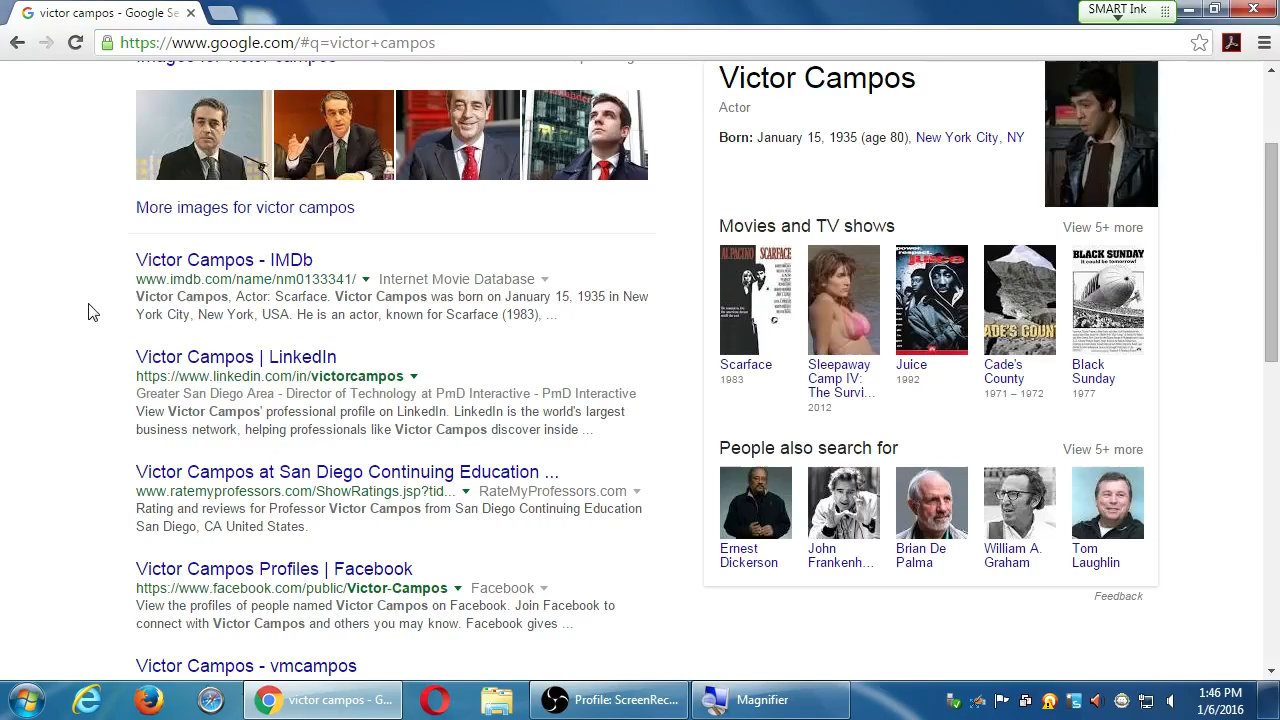 victor campos - Google Se
SMART Ink
https://www.google.com/#q=victor+campos
More images for victor campos
Victor Campos - IMDb
www.imdb.com/name/nm0133341/ Internet Movie Database
Victor Campos, Actor: Scarface. Victor Campos was born on January 15, 1935 in New
York City, New York, USA. He is an actor, known for Scarface (1983), ...
Victor Campos | LinkedIn
https://www.linkedin.com/in/victorcampos
Greater San Diego Area - Director of Technology at PmD Interactive - PmD Interactive
View Victor Campos' professional profile on LinkedIn. LinkedIn is the world's largest
business network, helping professionals like Victor Campos discover inside ...
Victor Campos at San Diego Continuing Education ...
www.ratemyprofessors.com/ShowRatings.jsp?tid... RateMyProfessors.com
Rating and reviews for Professor Victor Campos from San Diego Continuing Education
San Diego, CA United States.
Victor Campos Profiles | Facebook
https://www.facebook.com/public/Victor-Campos Facebook
View the profiles of people named Victor Campos on Facebook. Join Facebook to
connect with Victor Campos and others you may know. Facebook gives ...
Victor Campos - vmcampos
Victor Campos
Actor
Born: January 15, 1935 (age 80), New York City, NY
Movies and TV shows
View 5+ more
AL PACINO SCARFACE
JUICE
BLACK SUNDAY
It could be tomorrow!
Scarface
1983
Sleepaway
Camp IV:
The Survi...
2012
Juice
1992
Cade's
County
1971 – 1972
Black
Sunday
1977
People also search for
View 5+ more
Ernest
Dickerson
John
Frankenh...
Brian De
Palma
William A.
Graham
Tom
Laughlin
Feedback
victor campos - G...
Profile: ScreenRec...
Magnifier
1:46 PM
1/6/2016